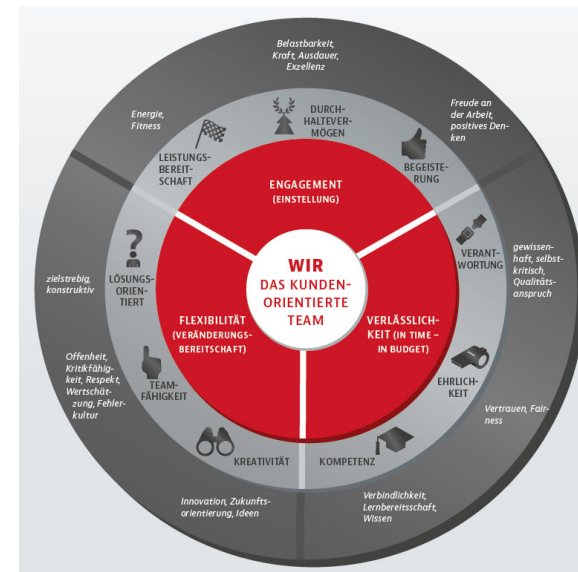 Belastbarkeit,
Kraft, Ausdauer,
Exzellenz
Energie,
Fitness
Freude an
der Arbeit,
positives Den-
ken
DURCH-
HALTEVER-
MÖGEN
LEISTUNGS-
BEREIT-
SCHAFT
BEGEISTE-
RUNG
ENGAGEMENT
(EINSTELLUNG)
VERANT-
WORTUNG
gewissen-
haft, selbst-
kritisch,
Qualitäts-
anspruch
zielstrebig,
konstruktiv
LÖSUNGS-
ORIEN-
TIERT
WIR
DAS KUNDEN-
ORIENTIERTE
TEAM
FLEXIBILITÄT
(VERÄNDERUNGS-
BEREITSCHAFT)
VERLÄSSLICH-
KEIT (IN TIME –
IN BUDGET)
Offenheit,
Kritikfähig-
keit, Respekt,
Wertschät-
zung, Fehler-
kultur
TEAM-
FÄHIGKEIT
EHRLICH-
KEIT
Vertrauen, Fair-
ness
KREATIVITÄT
KOMPETENZ
Innovation, Zukunfts-
orientierung, Ideen
Verbindlichkeit,
Lernbereitschaft,
Wissen